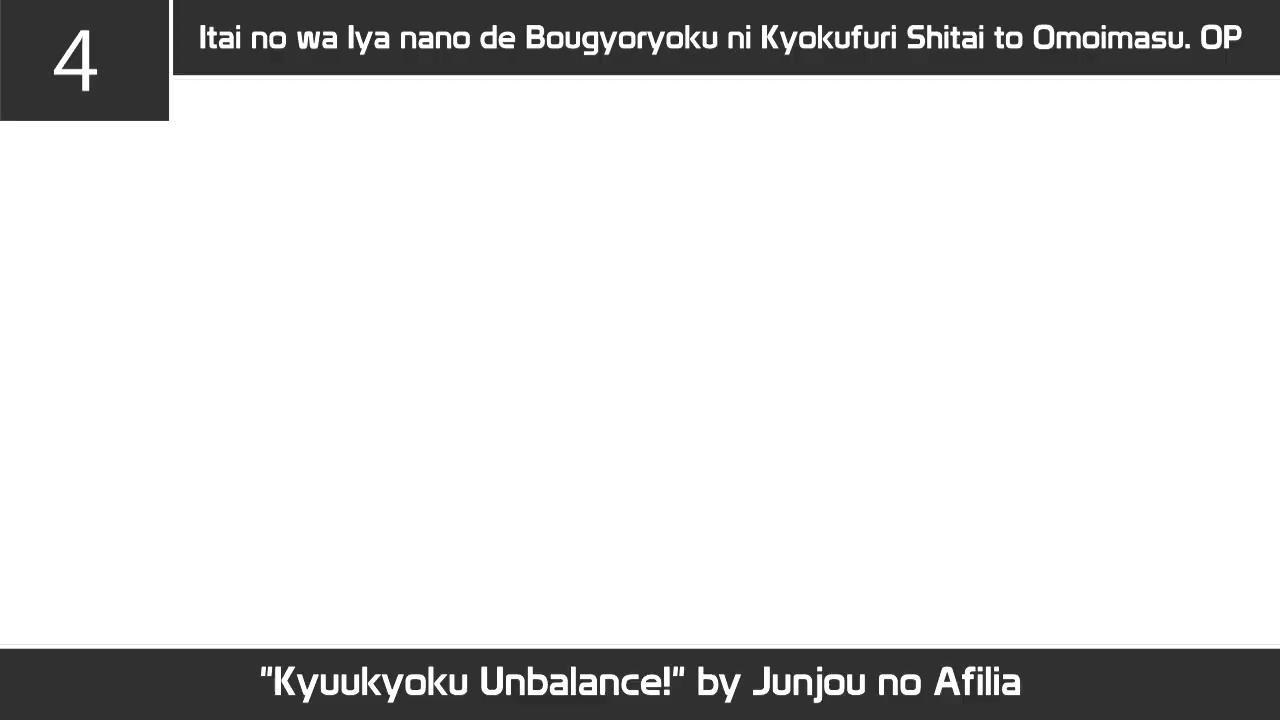 4
Itai no wa Iya nano de Bougyoryoku ni Kyokufuri Shitai to Omoimasu. OP
"Kyuukyoku Unbalance!" by Junjou no Afilia